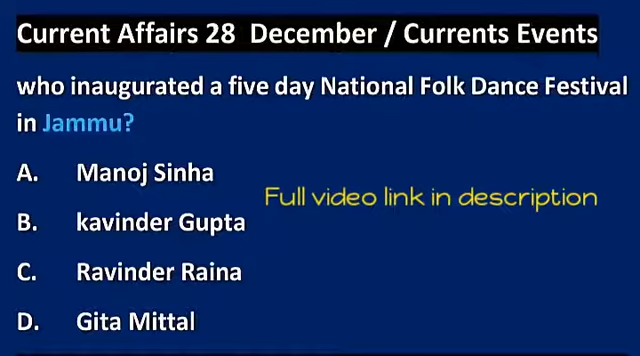 Current Affairs 28 December / Currents Events
who inaugurated a five day National Folk Dance Festival
in Jammu?
A. Manoj Sinha
Full video link in description
B. kavinder Gupta
C. Ravinder Raina
D. Gita Mittal